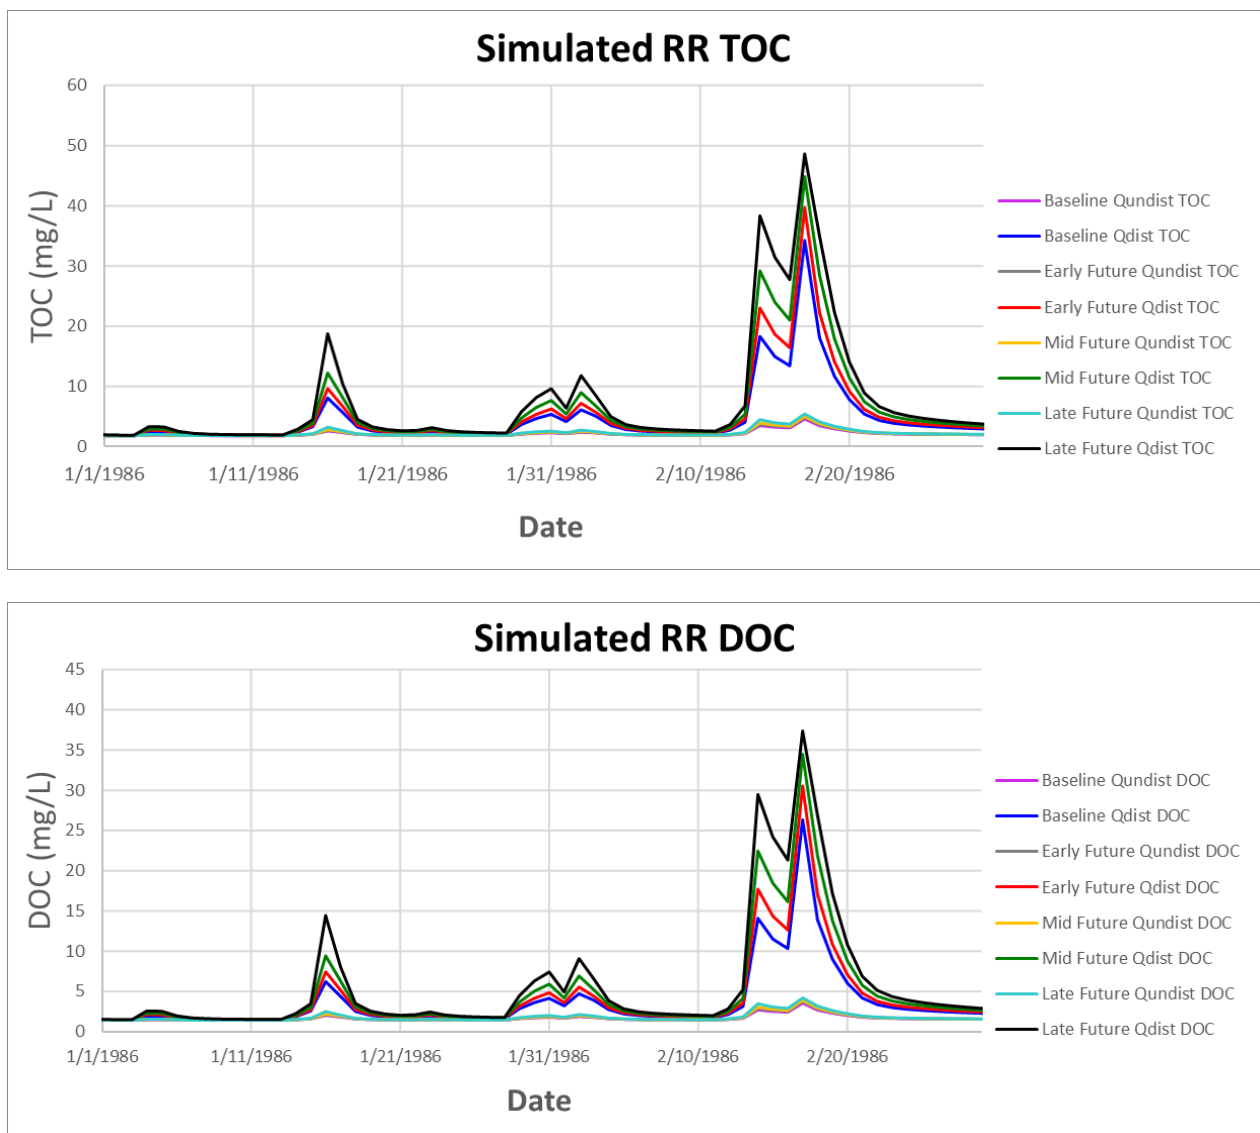 Simulated RR TOC
60
50
40
30
20
10
0
TOC (mg/L)
1/1/1986 1/11/1986 1/21/1986 1/31/1986 2/10/1986 2/20/1986
Date
Baseline Qundist TOC
Baseline Qdist TOC
Early Future Qundist TOC
Early Future Qdist TOC
Mid Future Qundist TOC
Mid Future Qdist TOC
Late Future Qundist TOC
Late Future Qdist TOC
Simulated RR DOC
45
40
35
30
25
20
15
10
5
0
DOC (mg/L)
1/1/1986 1/11/1986 1/21/1986 1/31/1986 2/10/1986 2/20/1986
Date
Baseline Qundist DOC
Baseline Qdist DOC
Early Future Qundist DOC
Early Future Qdist DOC
Mid Future Qundist DOC
Mid Future Qdist DOC
Late Future Qundist DOC
Late Future Qdist DOC